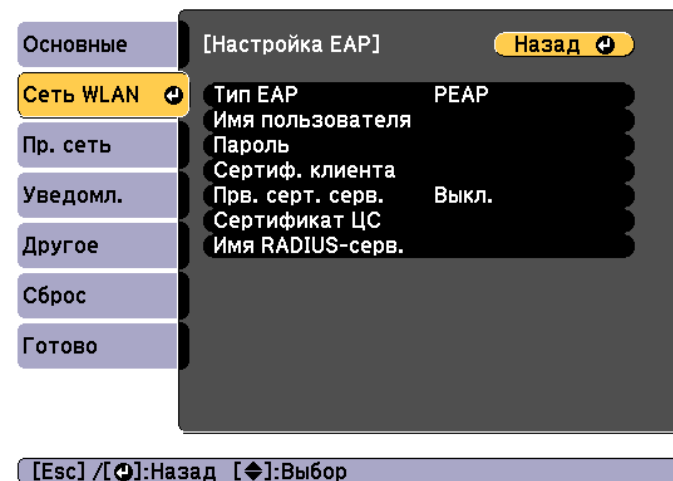 Основные
[Настройка EAP]
Назад
Сеть WLAN
Тип EAP PEAP
Имя пользователя
Пр. сеть
Пароль
Сертиф. клиента
Уведомл.
Прв. серт. серв. Выкл.
Сертификат ЦС
Другое
Имя RADIUS-серв.
Сброс
Готово
[Esc] /[⏎]:Назад [◆]:Выбор